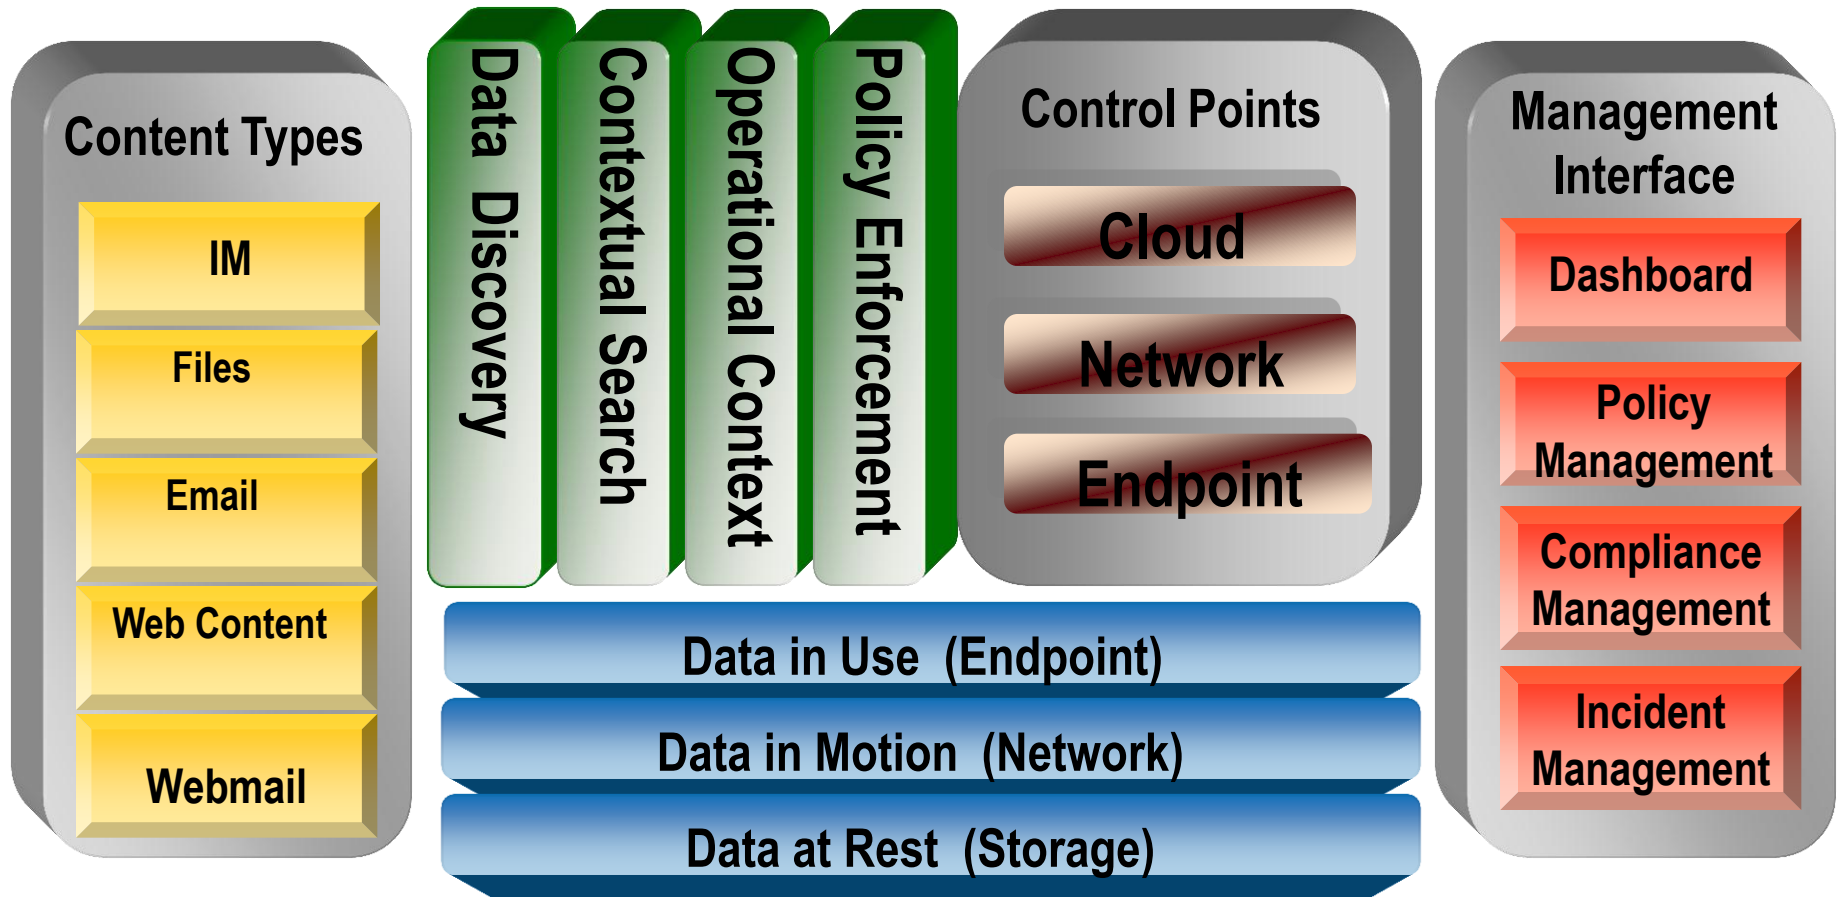 Content Types
IM
Files
Email
Web Content
Webmail
Data Discovery
Contextual Search
Operational Context
Policy Enforcement
Control Points
Cloud
Network
Endpoint
Data in Use (Endpoint)
Data in Motion (Network)
Data at Rest (Storage)
Management
Interface
Dashboard
Policy
Management
Compliance
Management
Incident
Management